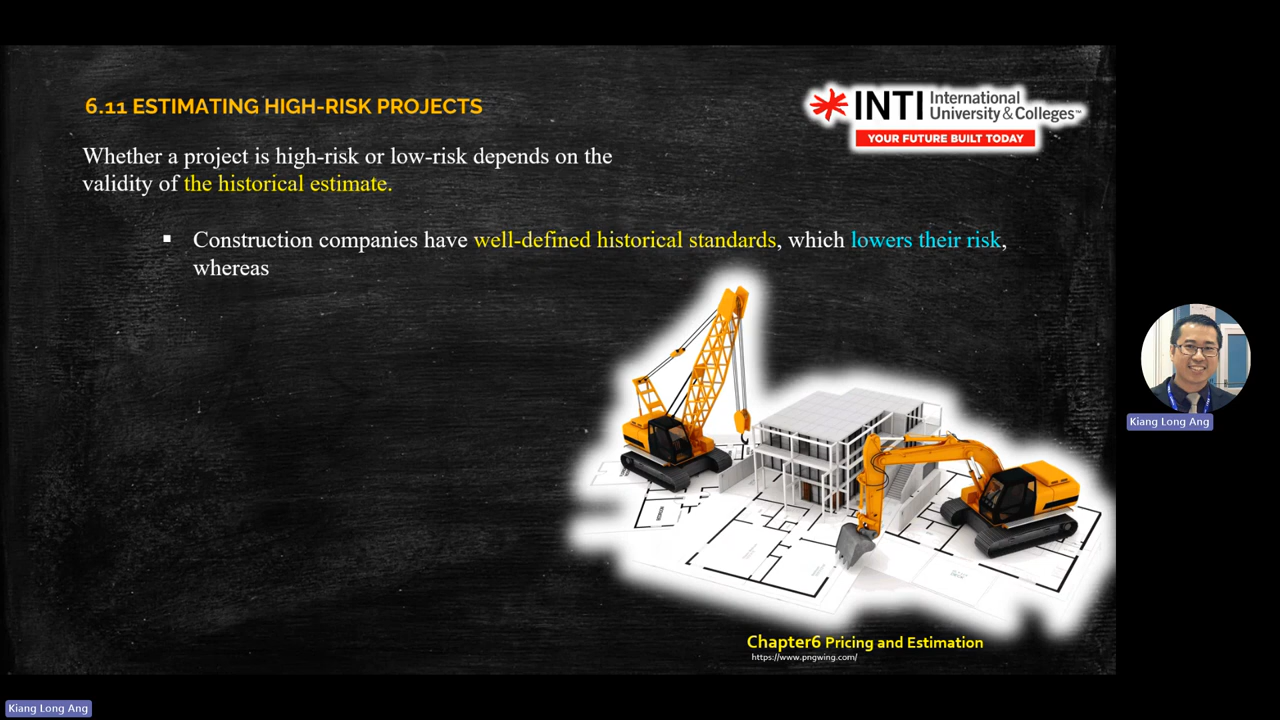 6.11 ESTIMATING HIGH-RISK PROJECTS
INTI International
University & Colleges™
YOUR FUTURE BUILT TODAY
Whether a project is high-risk or low-risk depends on the
validity of the historical estimate.
▪ Construction companies have well-defined historical standards, which lowers their risk,
whereas
Kiang Long Ang
Chapter6 Pricing and Estimation
https://www.pngwing.com/
Kiang Long Ang